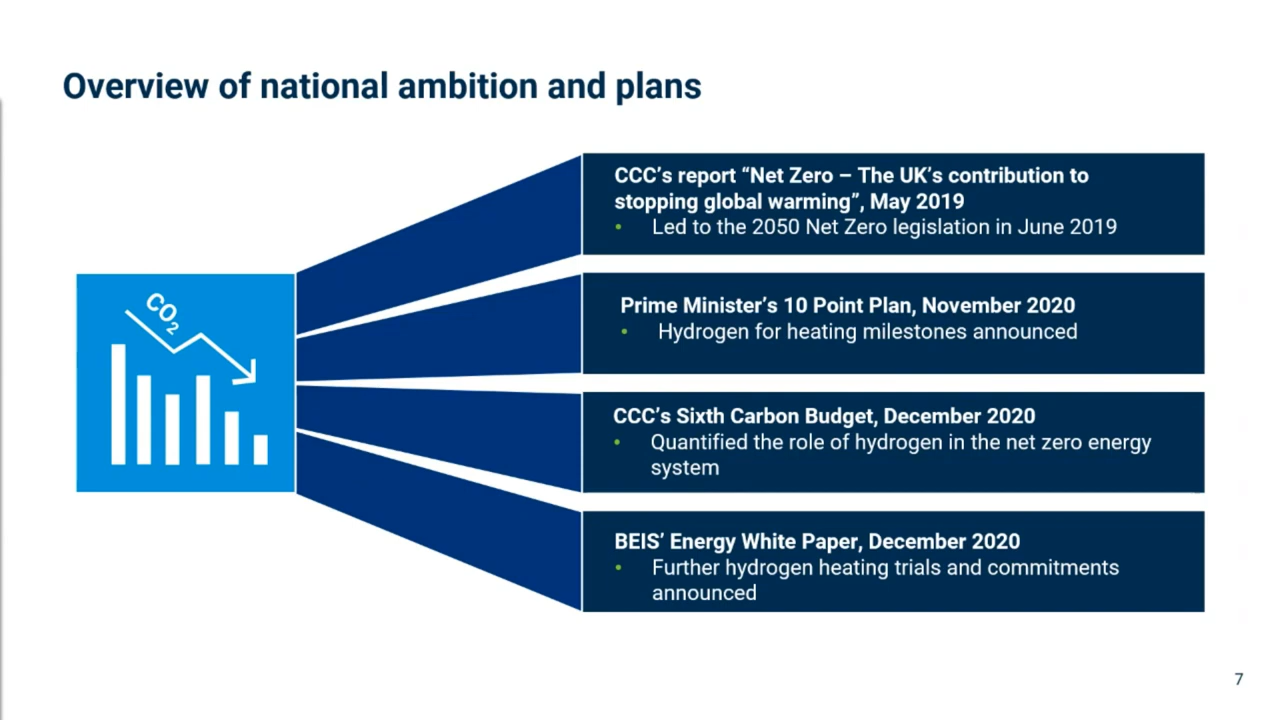 Overview of national ambition and plans
CCC’s report “Net Zero – The UK’s contribution to
stopping global warming”, May 2019
• Led to the 2050 Net Zero legislation in June 2019
Prime Minister’s 10 Point Plan, November 2020
• Hydrogen for heating milestones announced
CO2
CCC’s Sixth Carbon Budget, December 2020
• Quantified the role of hydrogen in the net zero energy
system
BEIS’ Energy White Paper, December 2020
• Further hydrogen heating trials and commitments
announced
7